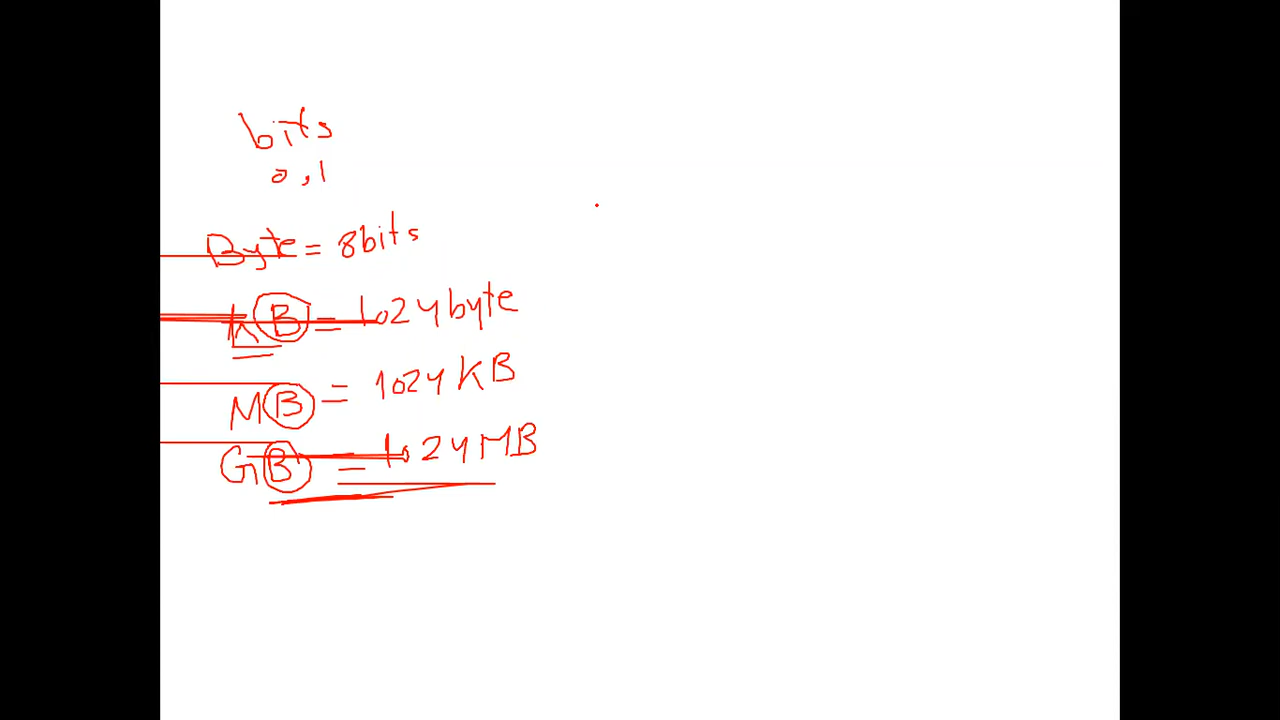 bits
0,1
Byte = 8bits
KB = 1024 byte
MB = 1024 KB
GB = 1024 MB